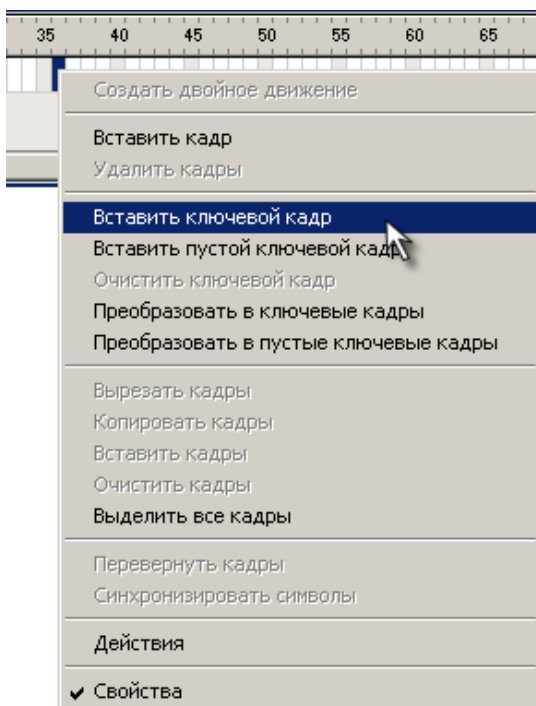 35 40 45 50 55 60 65
Создать двойное движение
Вставить кадр
Удалить кадры
Вставить ключевой кадр
Вставить пустой ключевой кадр
Очистить ключевой кадр
Преобразовать в ключевые кадры
Преобразовать в пустые ключевые кадры
Вырезать кадры
Копировать кадры
Вставить кадры
Очистить кадры
Выделить все кадры
Перевернуть кадры
Синхронизировать символы
Действия
Свойства